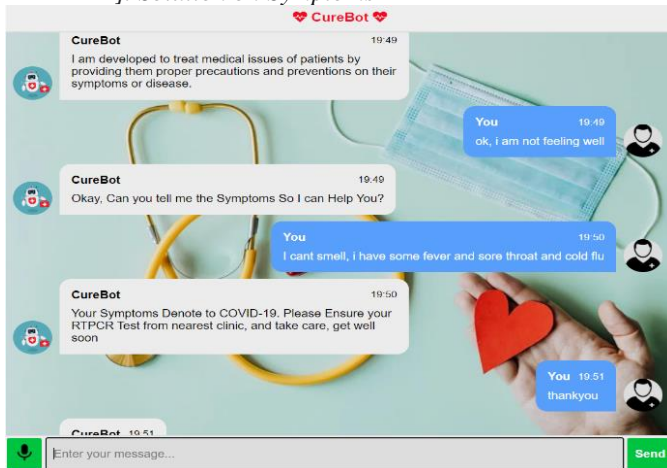 CureBot
CureBot 19:49
I am developed to treat medical issues of patients by
providing them proper precautions and preventions on their
symptoms or disease.
You 19:49
ok, i am not feeling well
CureBot 19:49
Okay, Can you tell me the Symptoms So I can Help You?
You 19:50
I cant smell, i have some fever and sore throat and cold flu
CureBot 19:50
Your Symptoms Denote to COVID-19. Please Ensure your
RTPCR Test from nearest clinic, and take care, get well
soon
You 19:51
thankyou
CureBot 19:51
Enter your message...
Send